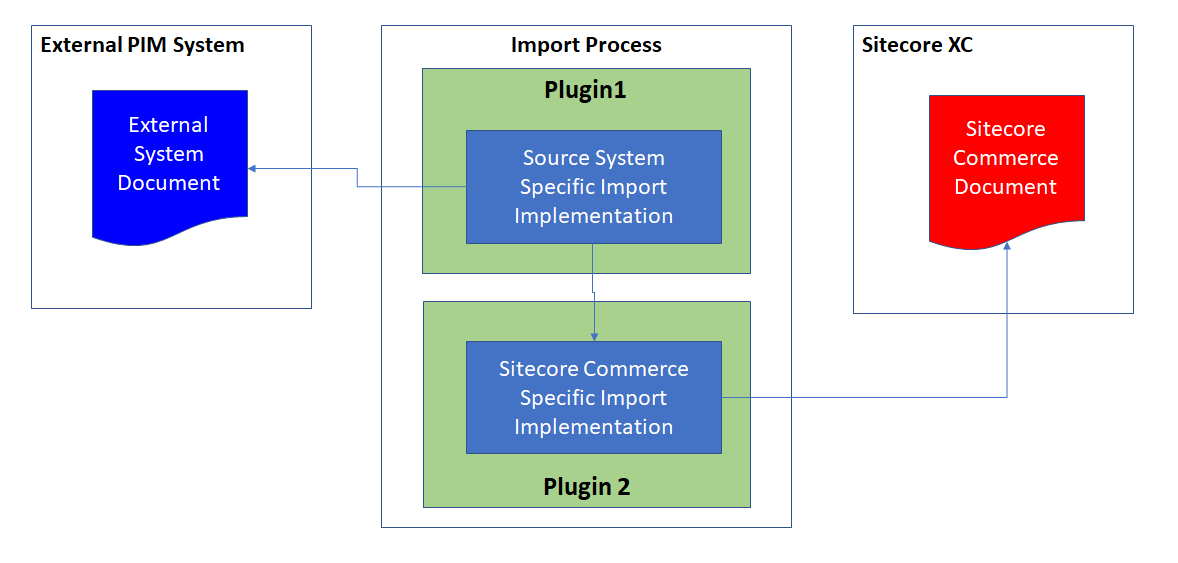 External PIM System
External
System
Document
Import Process
Plugin1
Source System
Specific Import
Implementation
Sitecore Commerce
Specific Import
Implementation
Plugin 2
Sitecore XC
Sitecore
Commerce
Document